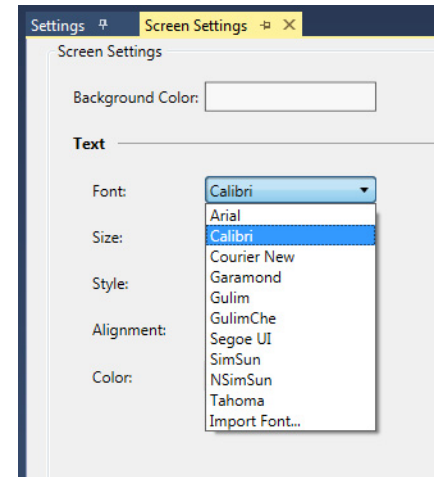 Settings Screen Settings
Screen Settings
Background Color:
Text
Font: Calibri
Arial
Size: Calibri
Courier New
Style: Garamond
Gulim
GulimChe
Alignment: Segoe UI
SimSun
Color: NSimSun
Tahoma
Import Font...